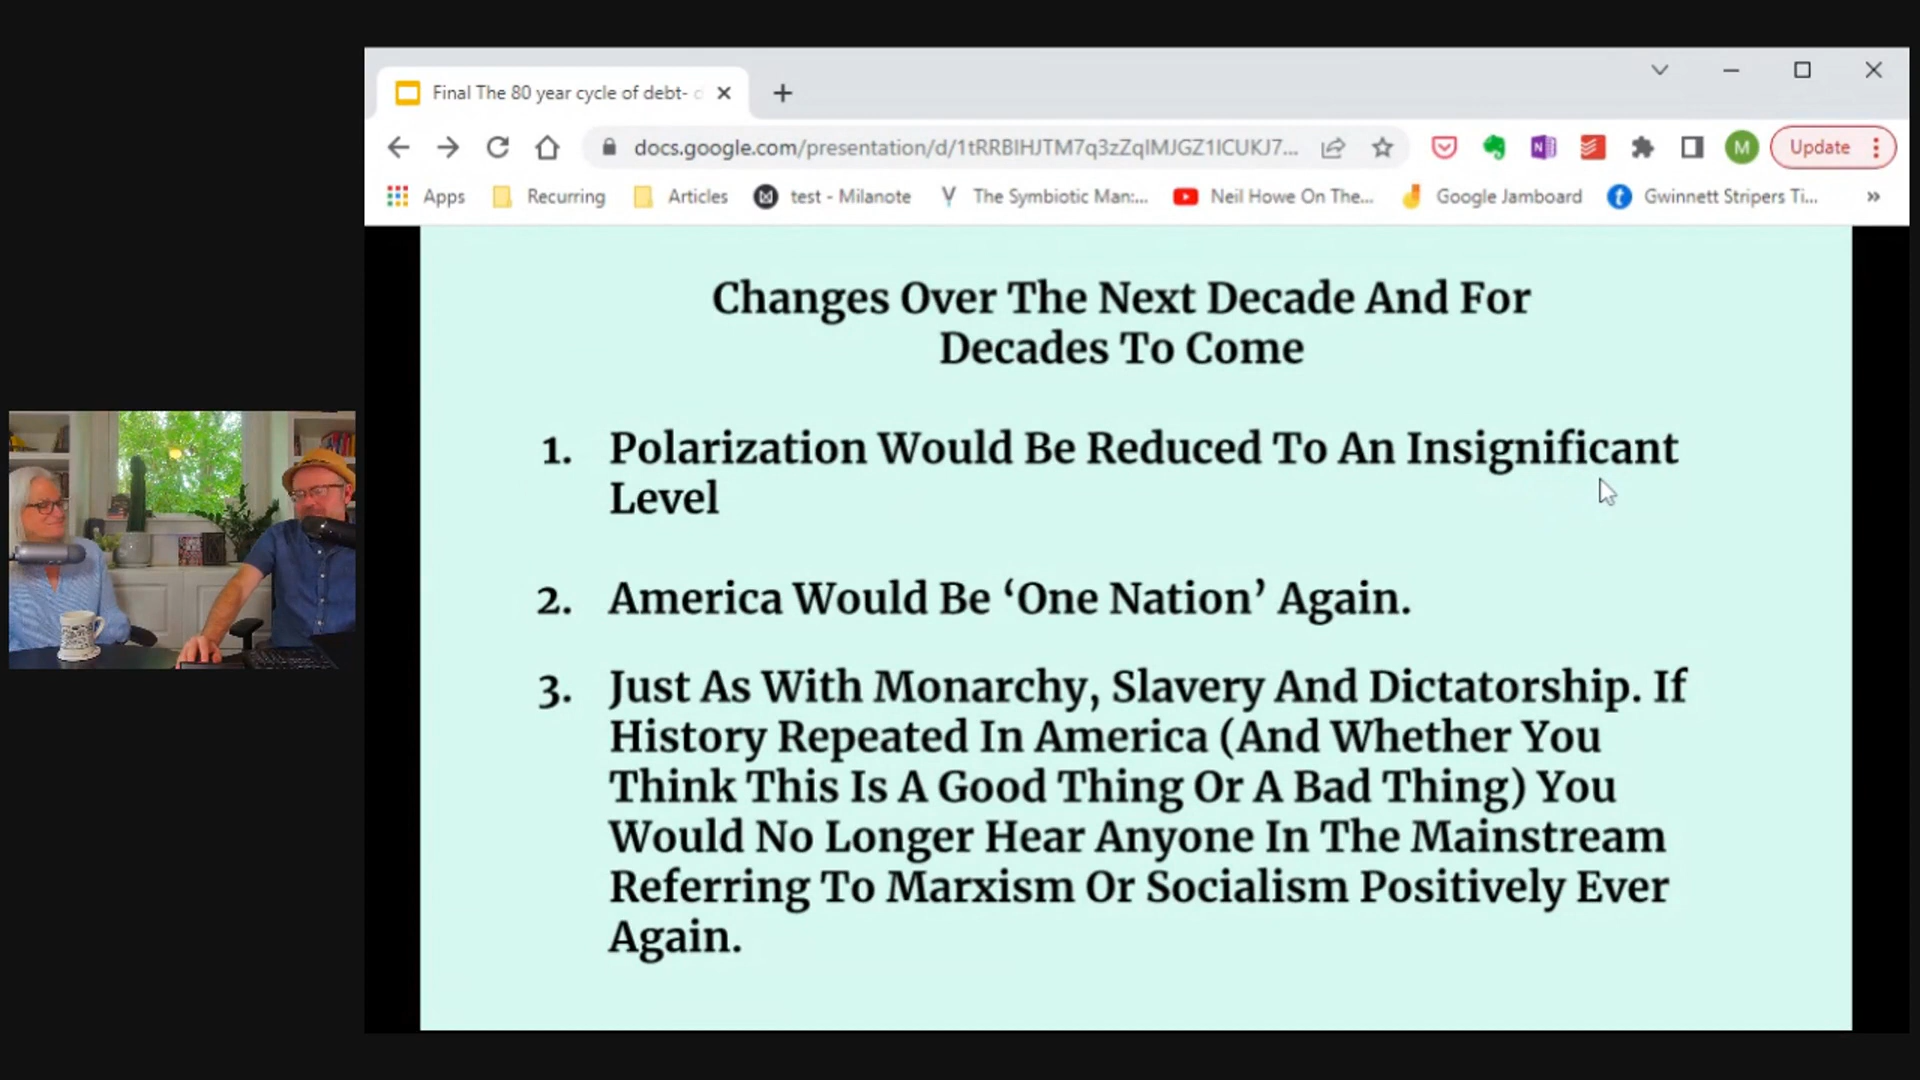 Final The 80 year cycle of debt-
docs.google.com/presentation/d/1tRRBIHJTM7q3zZqIMJGZ1ICUKJ7...
M
Update
Apps
Recurring
Articles
test - Milanote
The Symbiotic Man:...
Neil Howe On The...
Google Jamboard
Gwinnett Stripers Ti...
»
Changes Over The Next Decade And For
Decades To Come
1. Polarization Would Be Reduced To An Insignificant
Level
2. America Would Be ‘One Nation’ Again.
3. Just As With Monarchy, Slavery And Dictatorship. If
History Repeated In America (And Whether You
Think This Is A Good Thing Or A Bad Thing) You
Would No Longer Hear Anyone In The Mainstream
Referring To Marxism Or Socialism Positively Ever
Again.